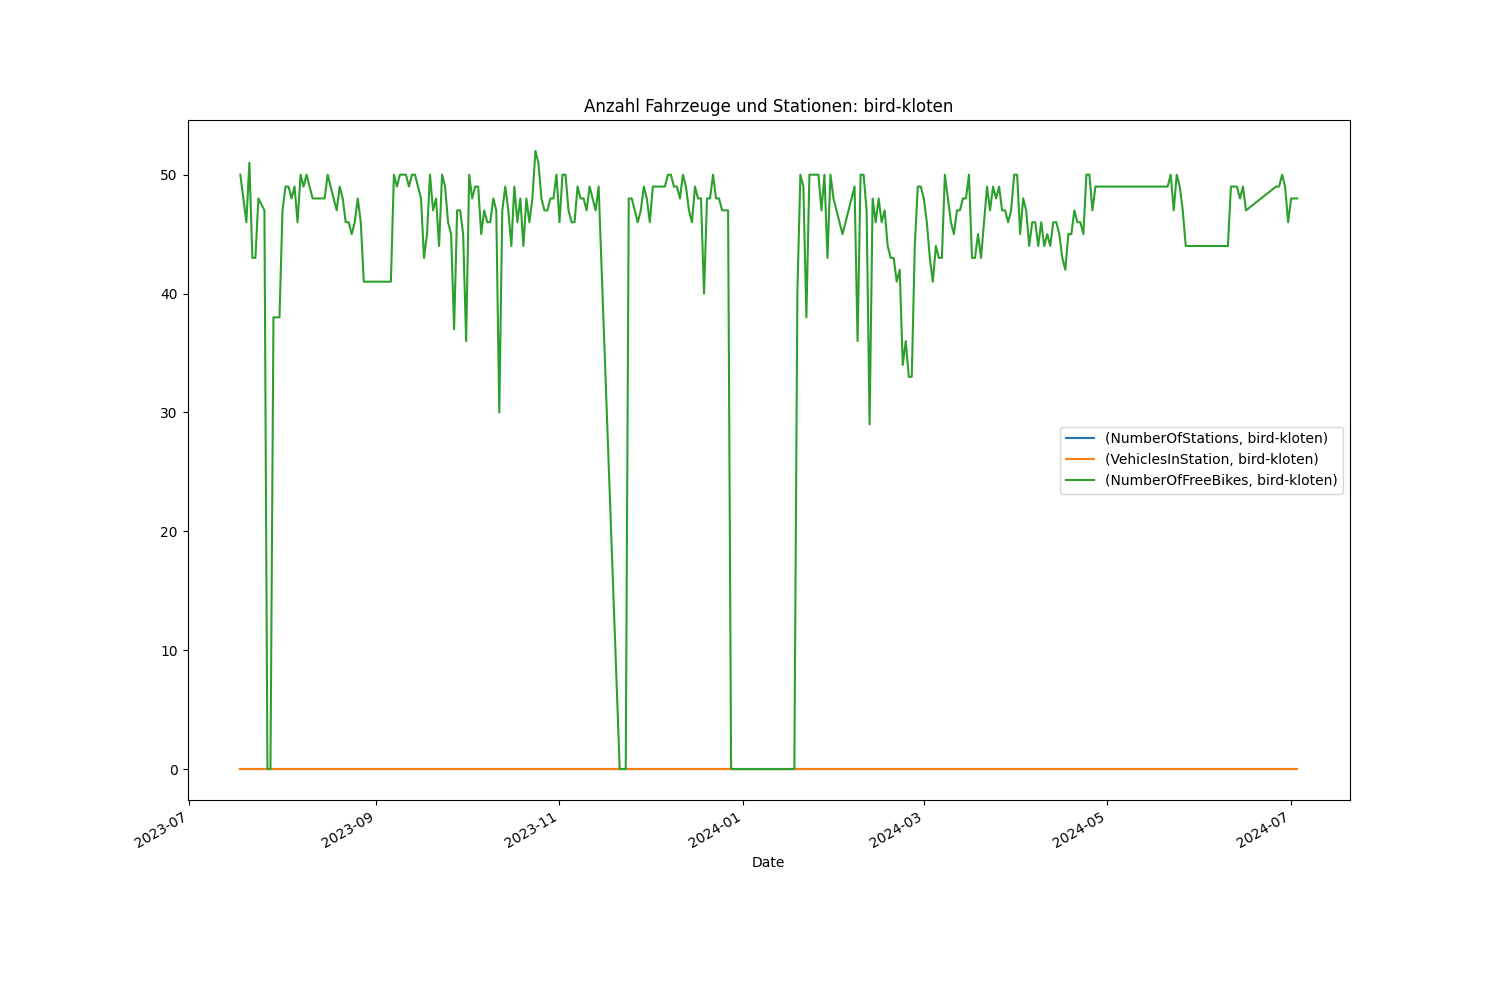 Anzahl Fahrzeuge und Stationen: bird-kloten
50
40
30
20
10
0
(NumberOfStations, bird-kloten)
(VehiclesInStation, bird-kloten)
(NumberOfFreeBikes, bird-kloten)
2023-07
2023-09
2023-11
2024-01
2024-03
2024-05
2024-07
Date